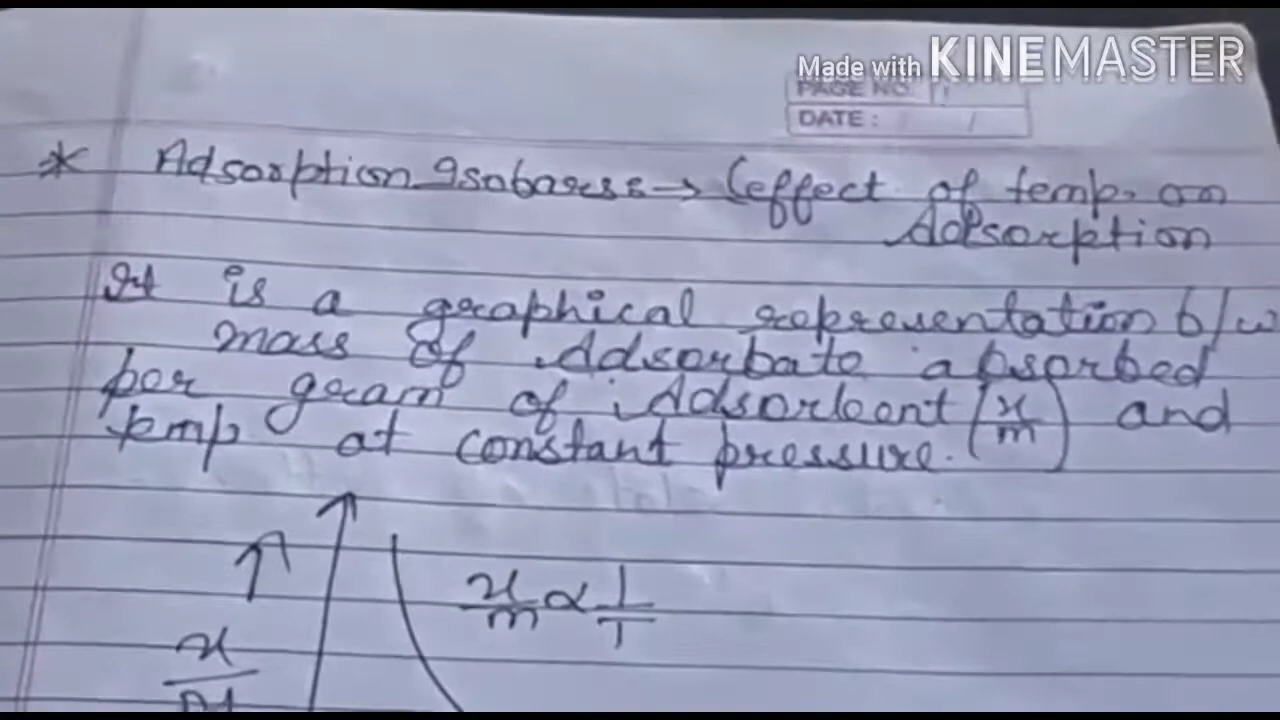 Made with KINEMASTER
PAGE NO.
DATE :
* Adsorption Isobarss → (effect of temp. on
Adsorption
It is a graphical representation b/w
mass of Adsorbate absorbed
per gram of Adsorbent (x/m) and
temp at constant pressure.
x/m ∝ 1/T
x/m